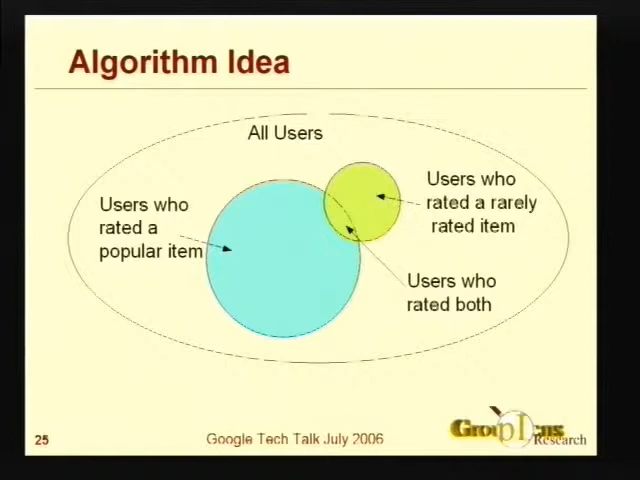 Algorithm Idea
All Users
Users who
rated a
popular item
Users who
rated a rarely
rated item
Users who
rated both
25
Google Tech Talk July 2006
GroupLens
Research